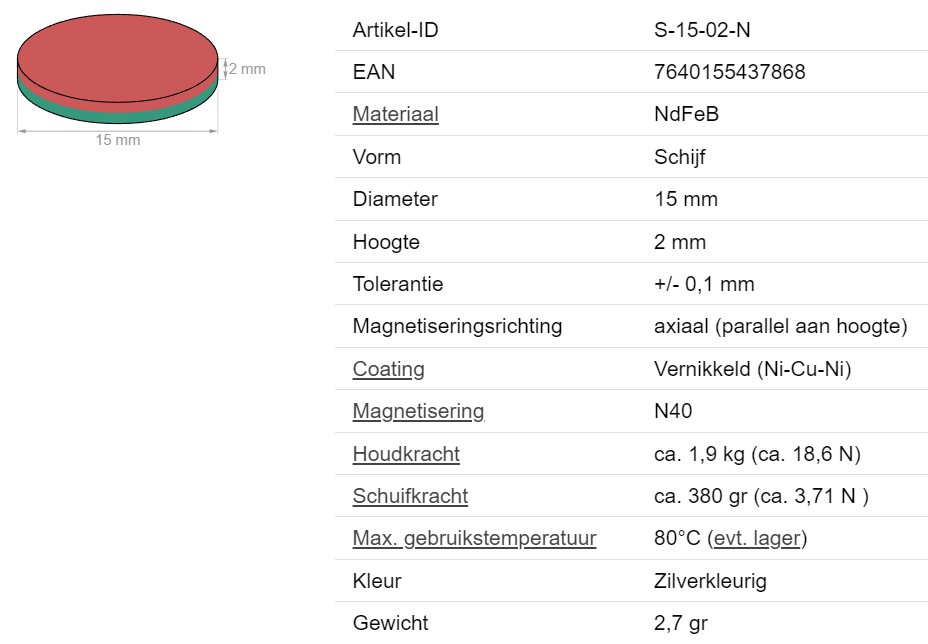 2 mm
15 mm
Artikel-ID S-15-02-N
EAN 7640155437868
Materiaal NdFeB
Vorm Schijf
Diameter 15 mm
Hoogte 2 mm
Tolerantie +/- 0,1 mm
Magnetiseringsrichting axiaal (parallel aan hoogte)
Coating Vernikkeld (Ni-Cu-Ni)
Magnetisering N40
Houdkracht ca. 1,9 kg (ca. 18,6 N)
Schuifkracht ca. 380 gr (ca. 3,71 N )
Max. gebruikstemperatuur 80°C (evt. lager)
Kleur Zilverkleurig
Gewicht 2,7 gr